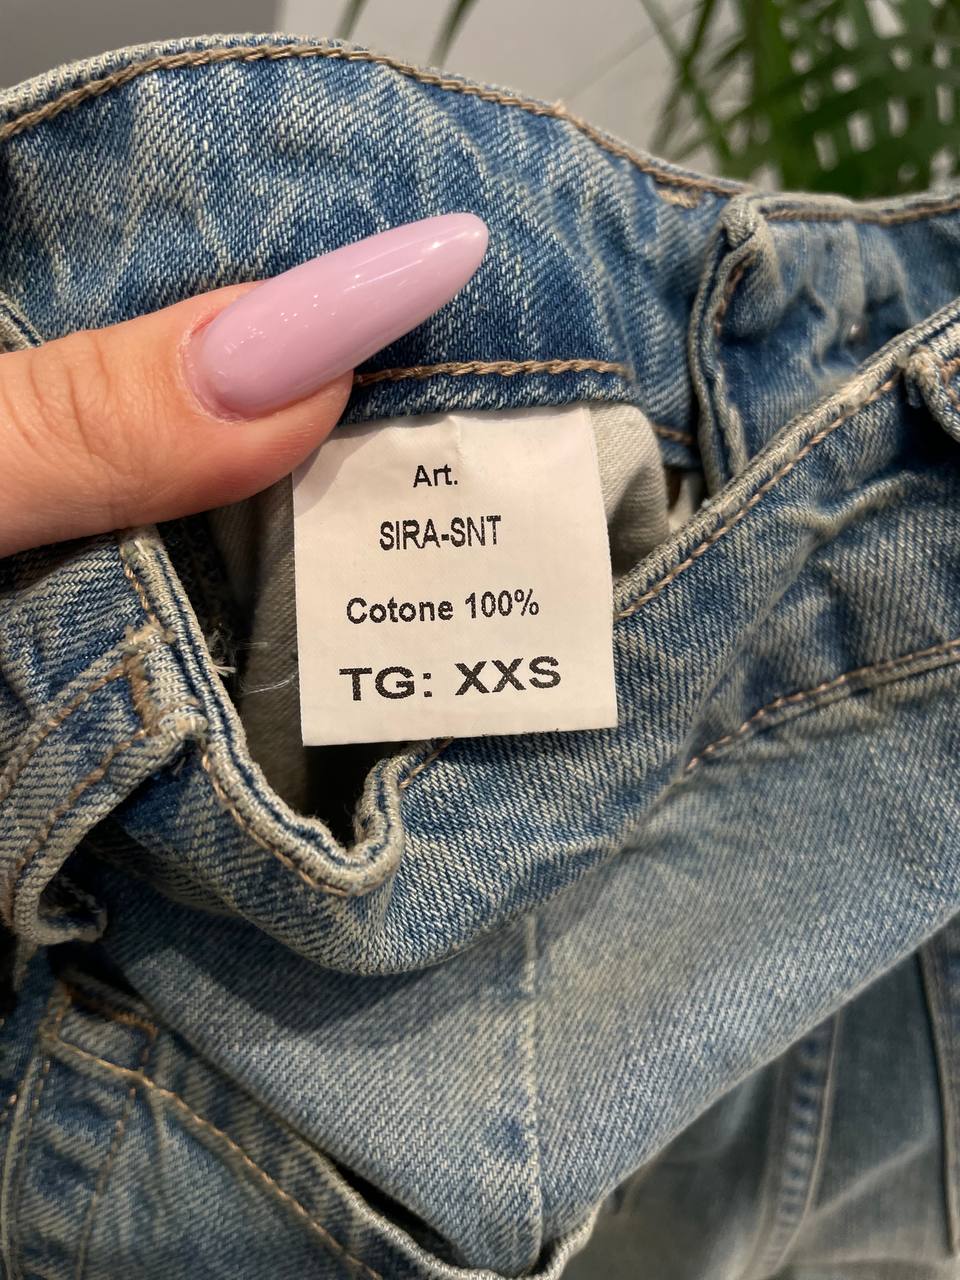 Art.
SIRA-SNT
Cotone 100%
TG: XXS